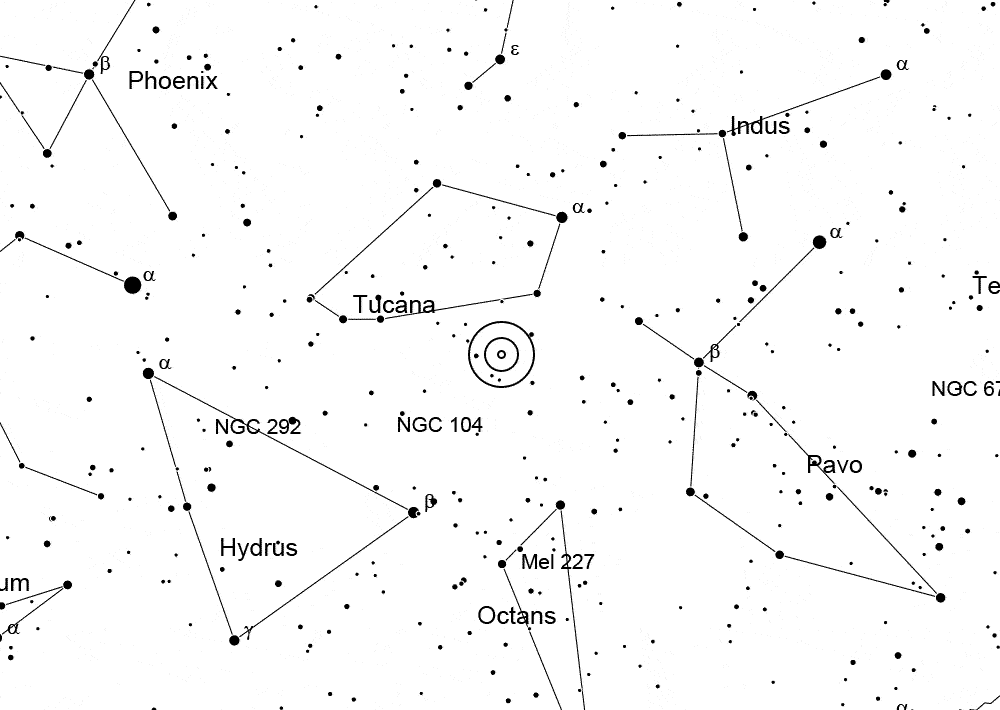 ε
α
β
Phoenix
Indus
α
α
α
Te
Tucana
β
α
NGC 67
NGC 292
NGC 104
Pavo
β
Hydrus
Mel 227
um
Octans
α
γ
α